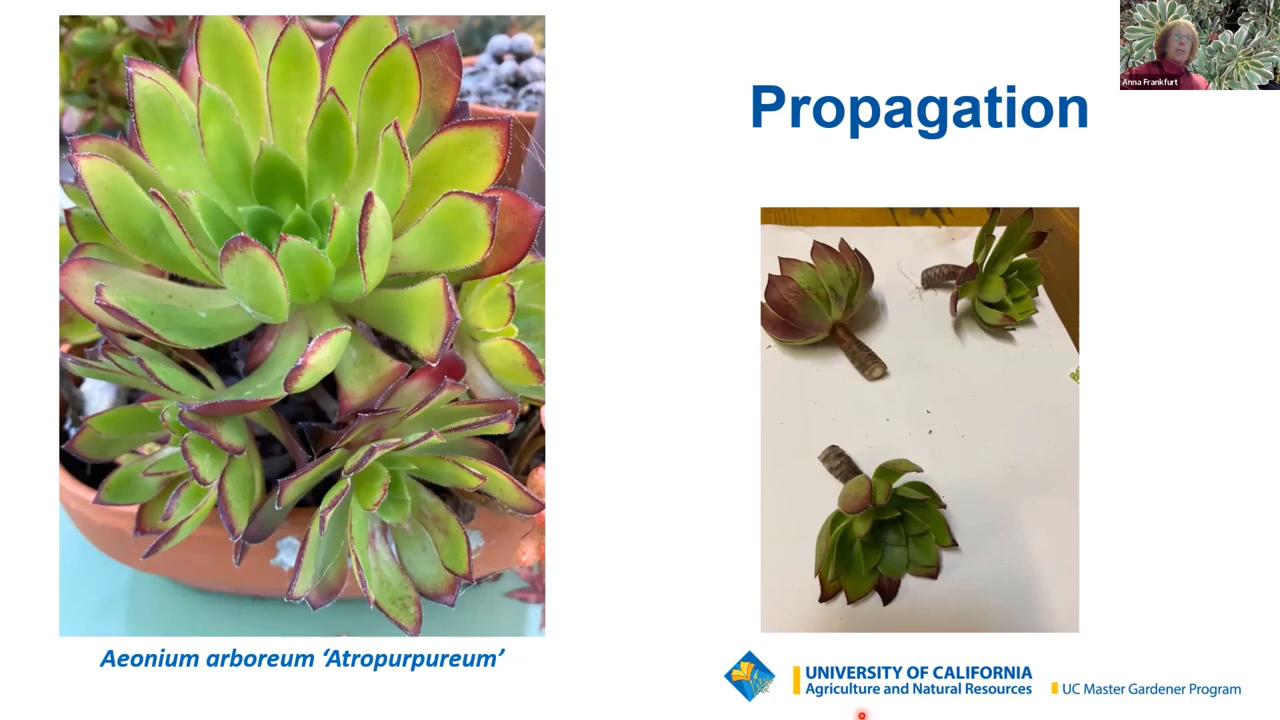 Anna Frankfurt
Propagation
Aeonium arboreum ‘Atropurpureum’
UNIVERSITY OF CALIFORNIA
Agriculture and Natural Resources
UC Master Gardener Program